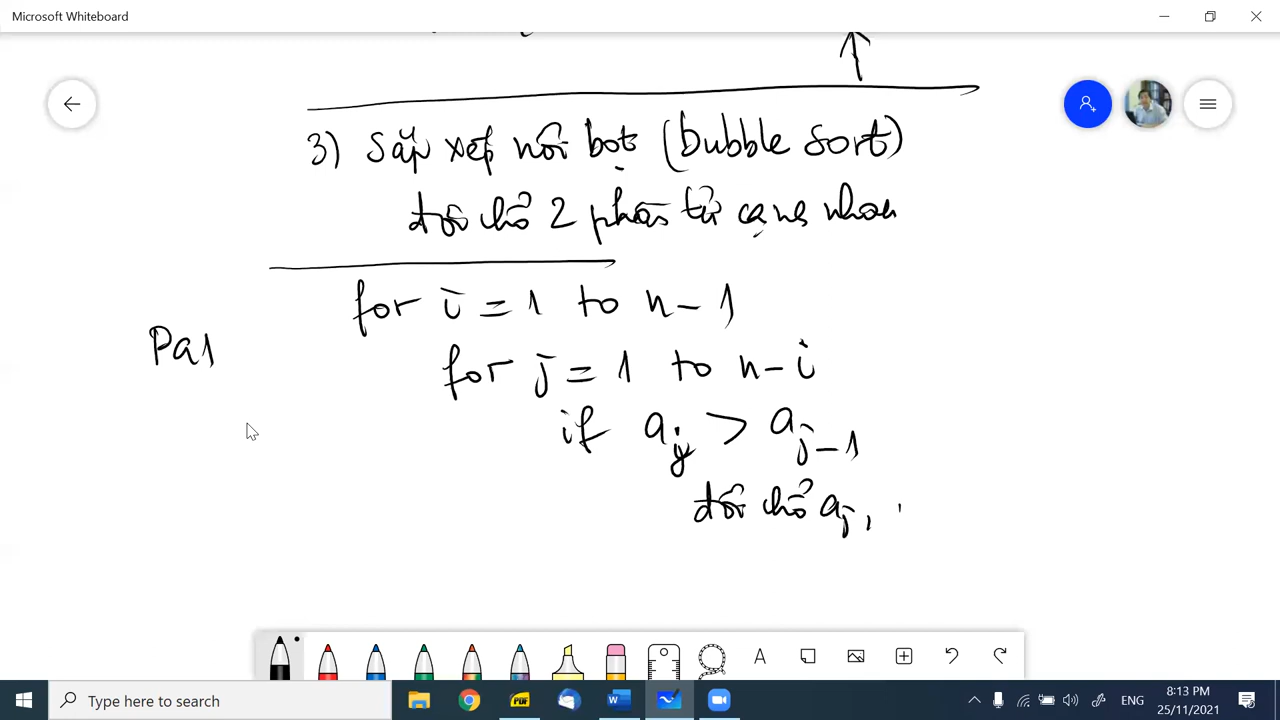 Microsoft Whiteboard
3) Sắp xếp nổi bọt (bubble sort)
đổi chỗ 2 phần tử cạnh nhau
for i = 1 to n-1
Pa1
for j = 1 to n-i
if aj > aj-1
đổi chỗ aj,
A
Type here to search
PDF
ENG
8:13 PM
25/11/2021